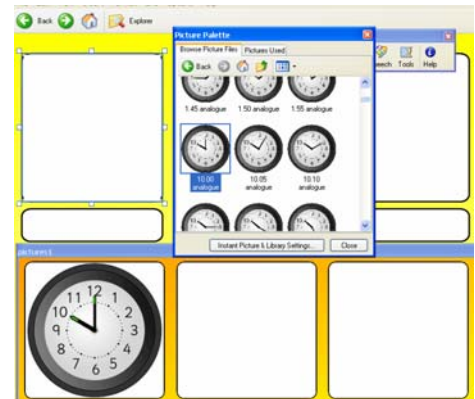 Back Explorer
Picture Palette
Browse Picture Files Pictures Used
Back
Tools Help
1.45 analogue 1.50 analogue 1.55 analogue
10.00 analogue 10.05 analogue 10.10 analogue
Instant Picture & Library Settings... Close
pictures1
12
11 1
10 2
9 3
8 4
7 5
6